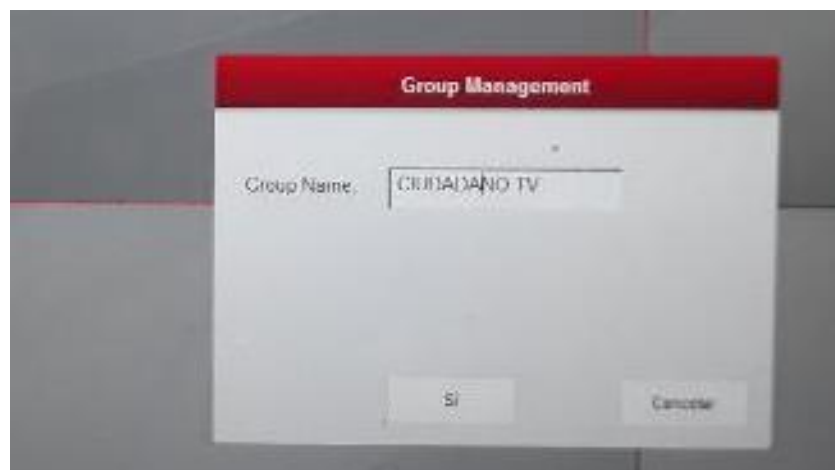 Group Management
Group Name:
CIUDADANO TV
Si
Cancelar